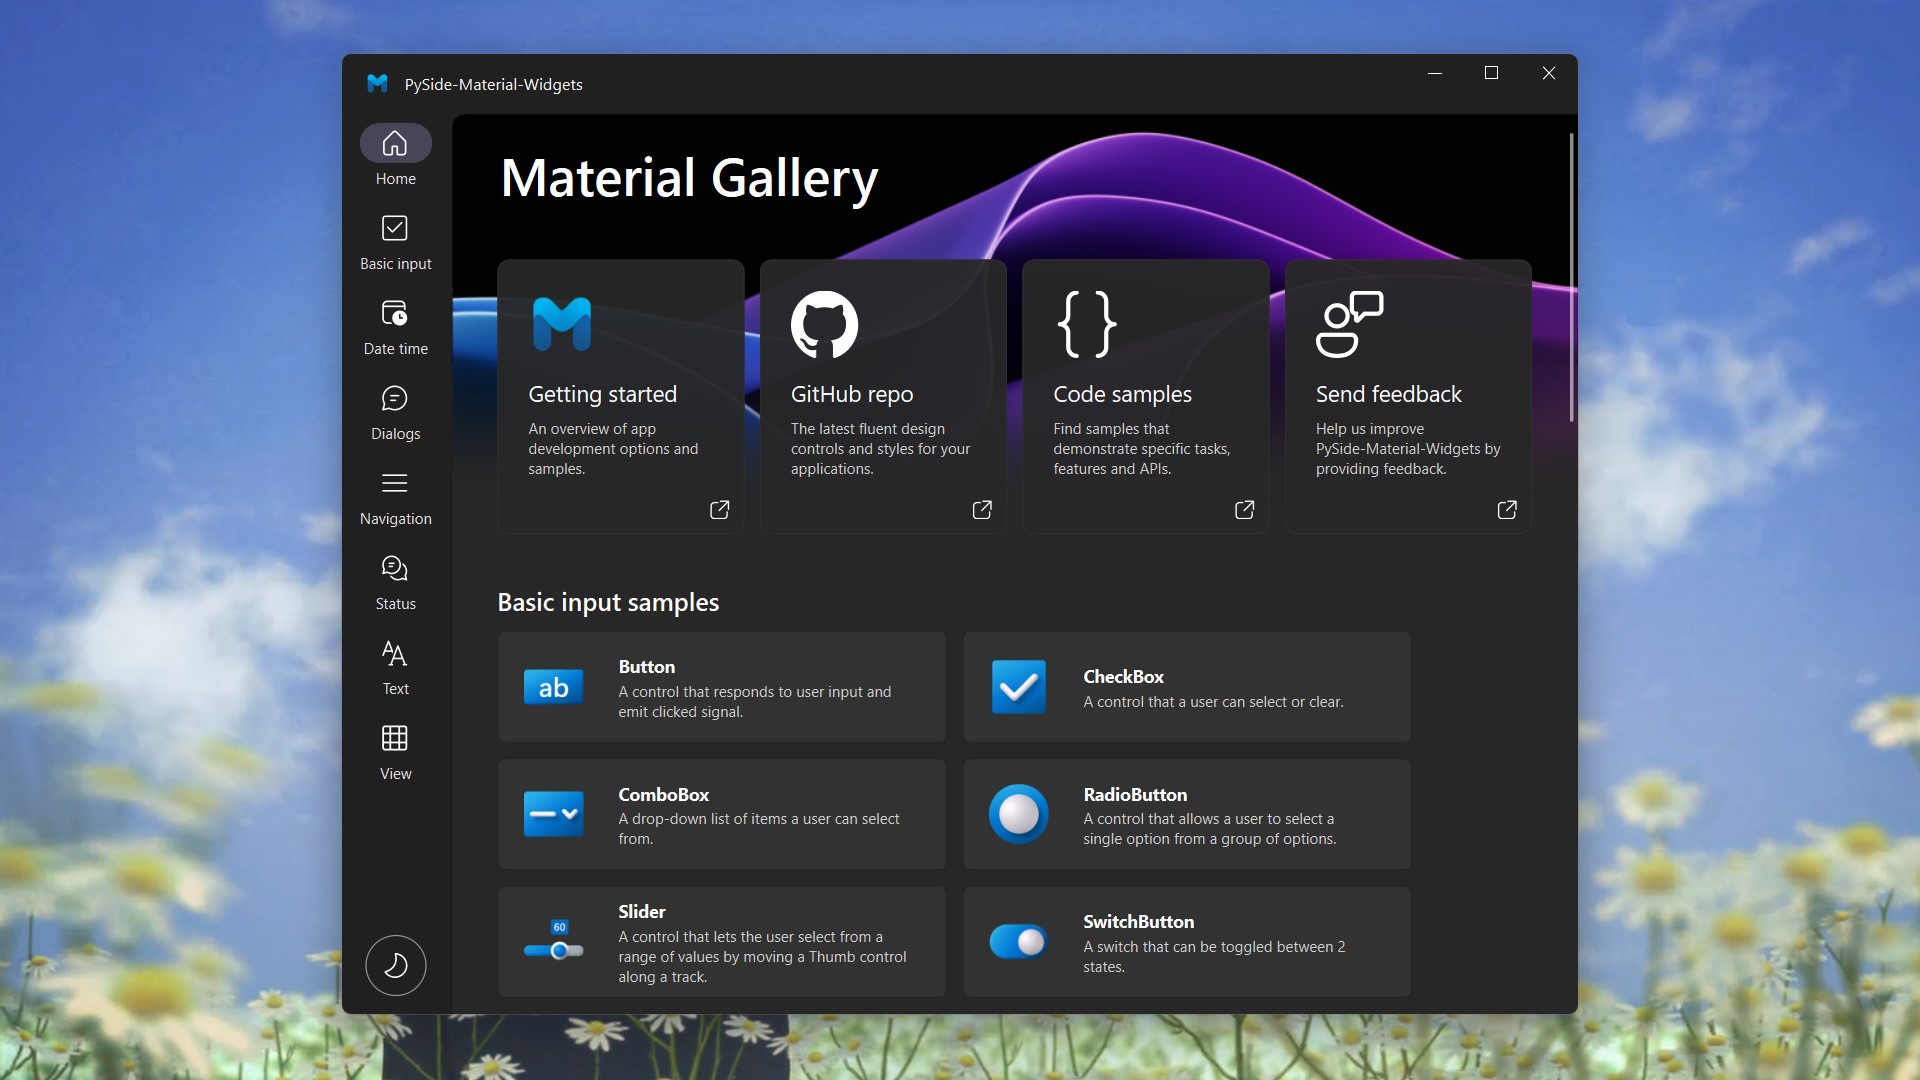 PySide-Material-Widgets
Home
Basic input
Date time
Dialogs
Navigation
Status
Text
View
Material Gallery
Getting started
An overview of app
development options and
samples.
GitHub repo
The latest fluent design
controls and styles for your
applications.
Code samples
Find samples that
demonstrate specific tasks,
features and APIs.
Send feedback
Help us improve
PySide-Material-Widgets by
providing feedback.
Basic input samples
ab
Button
A control that responds to user input and
emit clicked signal.
CheckBox
A control that a user can select or clear.
ComboBox
A drop-down list of items a user can select
from.
RadioButton
A control that allows a user to select a
single option from a group of options.
60
Slider
A control that lets the user select from a
range of values by moving a Thumb control
along a track.
SwitchButton
A switch that can be toggled between 2
states.